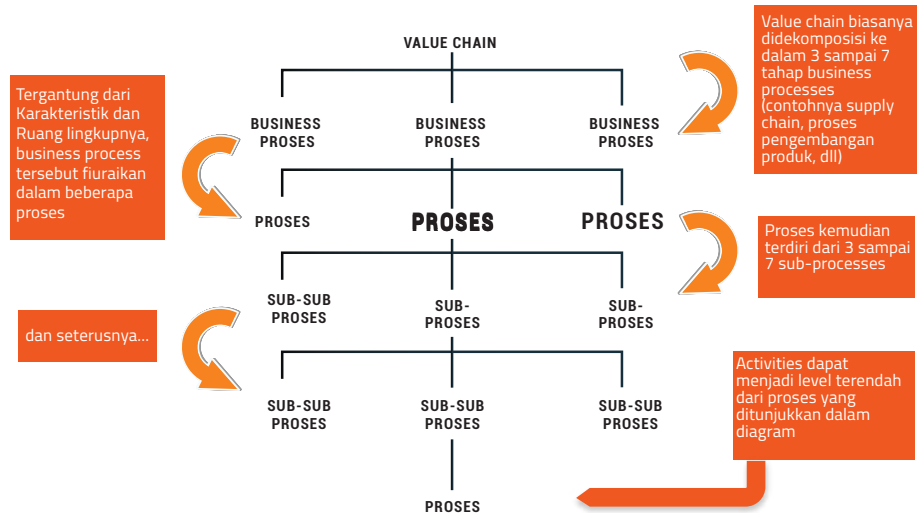 VALUE CHAIN
Value chain biasanya
didekomposisi ke
dalam 3 sampai 7
tahap business
processes
(contohnya supply
chain, proses
pengembangan
produk, dll)
Tergantung dari
Karakteristik dan
Ruang lingkupnya,
business process
tersebut fiuraikan
dalam beberapa
proses
BUSINESS
PROSES
BUSINESS
PROSES
BUSINESS
PROSES
PROSES
PROSES
PROSES
Proses kemudian
terdiri dari 3 sampai
7 sub-processes
SUB-SUB
PROSES
SUB-
PROSES
SUB-
PROSES
dan seterusnya...
Activities dapat
menjadi level terendah
dari proses yang
ditunjukkan dalam
diagram
SUB-SUB
PROSES
SUB-SUB
PROSES
SUB-SUB
PROSES
PROSES